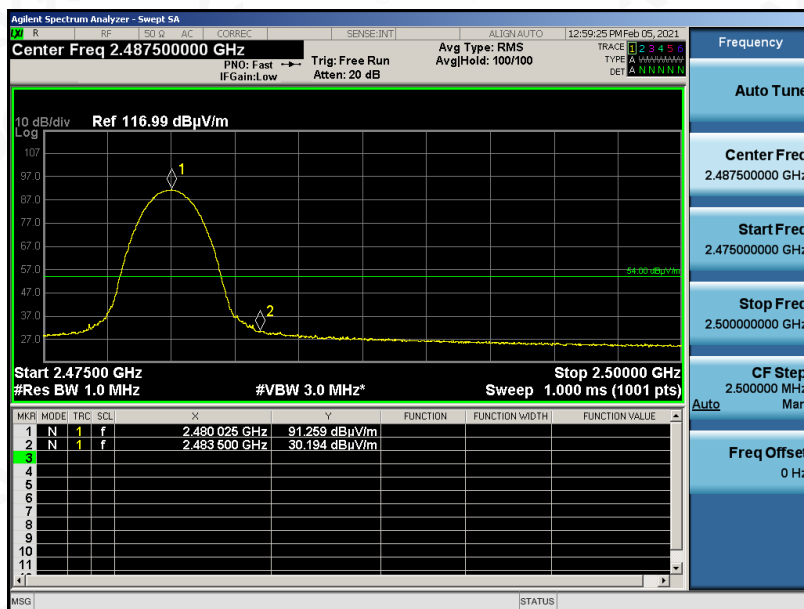 Agilent Spectrum Analyzer - Swept SA
LXI R RF 50 Ω AC CORREC SENSE:INT ALIGN AUTO 12:59:25 PM Feb 05, 2021
Center Freq 2.487500000 GHz
PNO: Fast
IFGain:Low
Trig: Free Run
Atten: 20 dB
Avg Type: RMS
Avg|Hold: 100/100
TRACE 1 2 3 4 5 6
TYPE A WWWWW
DET A N N N N N
10 dB/div Ref 116.99 dBµV/m
Log
107
97.0
87.0
77.0
67.0
57.0
47.0
37.0
27.0
1
2
54.00 dBµV/m
Start 2.47500 GHz Stop 2.50000 GHz
#Res BW 1.0 MHz #VBW 3.0 MHz* Sweep 1.000 ms (1001 pts)
MKR MODE TRC SCL X Y FUNCTION FUNCTION WIDTH FUNCTION VALUE
1 N 1 f 2.480 025 GHz 91.259 dBµV/m
2 N 1 f 2.483 500 GHz 30.194 dBµV/m
3
4
5
6
7
8
9
10
11
MSG STATUS
Frequency
Auto Tune
Center Freq
2.487500000 GHz
Start Freq
2.475000000 GHz
Stop Freq
2.500000000 GHz
CF Step
2.500000 MHz
Auto Man
Freq Offset
0 Hz